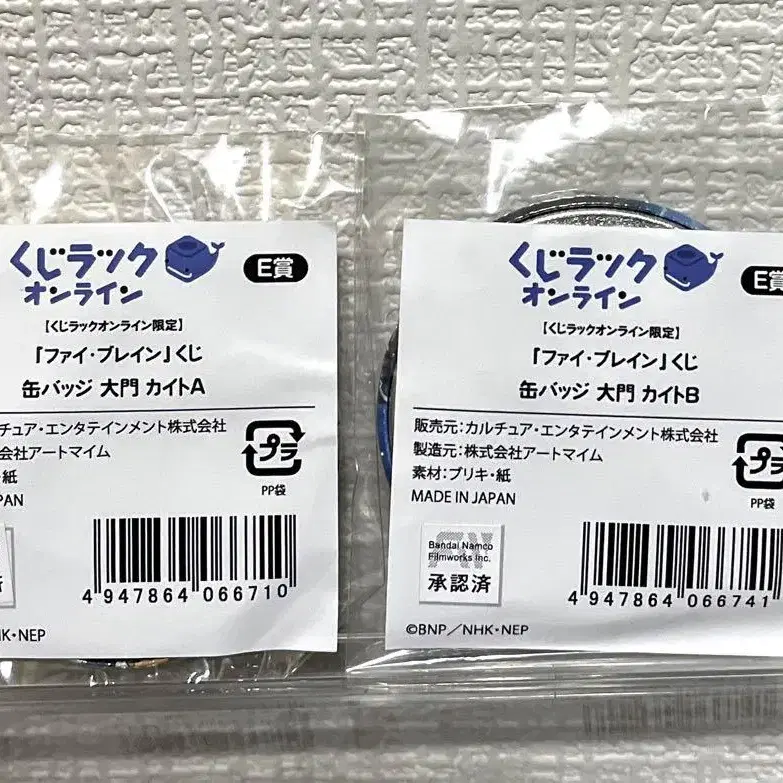 くじラック
オンライン
E賞
【くじラックオンライン限定】
「ファイ・ブレイン」くじ
缶バッジ 大門 カイトA
チュア・エンタテインメント株式会社
会社アートマイム
・紙
PAN
プラ
PP袋
4 947864 066710
HK・NEP
くじラック
オンライン
E賞
【くじラックオンライン限定】
「ファイ・ブレイン」くじ
缶バッジ 大門 カイトB
販売元：カルチュア・エンタテインメント株式会社
製造元：株式会社アートマイム
素材：ブリキ・紙
MADE IN JAPAN
プラ
PP袋
Bandai Namco
Filmworks Inc.
承認済
4 947864 066741
©BNP／NHK・NEP